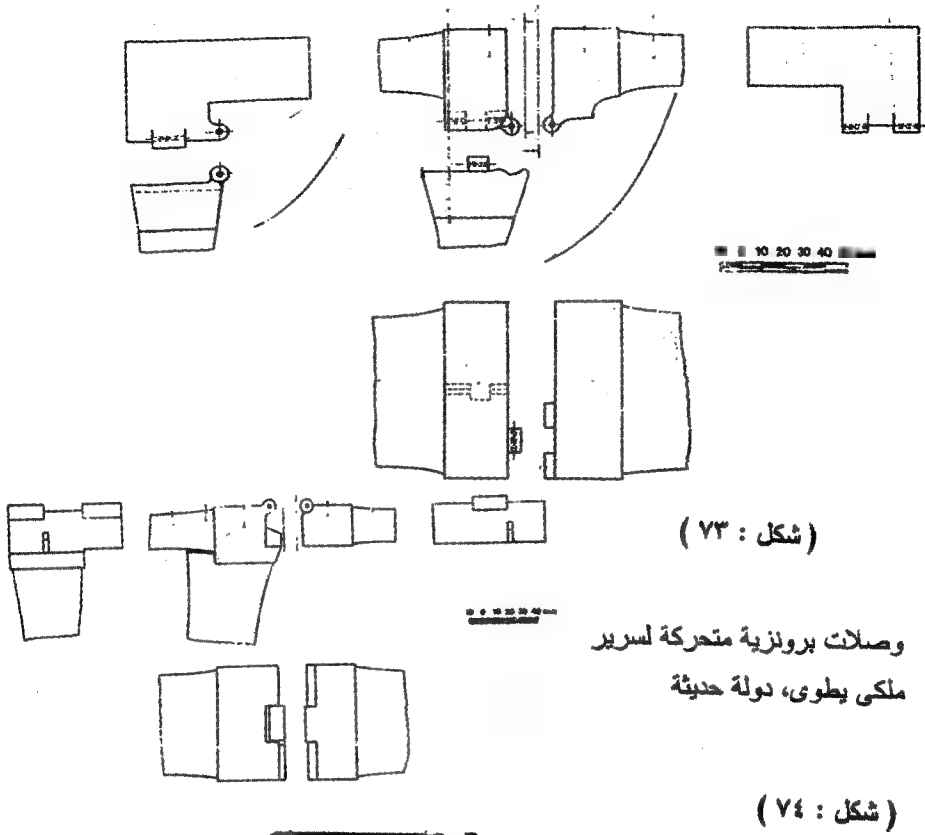 10 20 30 40
( شكل : ٧٣ )
وصلات برونزية متحركة لسرير
ملكى يطوى، دولة حديثة
( شكل : ٧٤ )